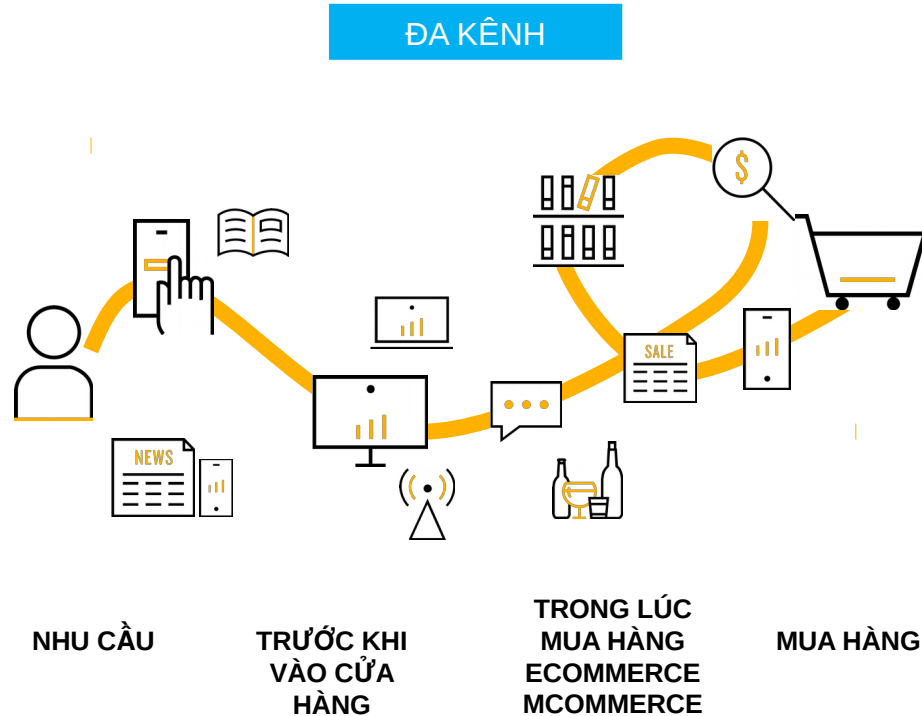 ĐA KÊNH
$
SALE
NEWS
NHU CẦU
TRƯỚC KHI
VÀO CỬA
HÀNG
TRONG LÚC
MUA HÀNG
ECOMMERCE
MCOMMERCE
MUA HÀNG